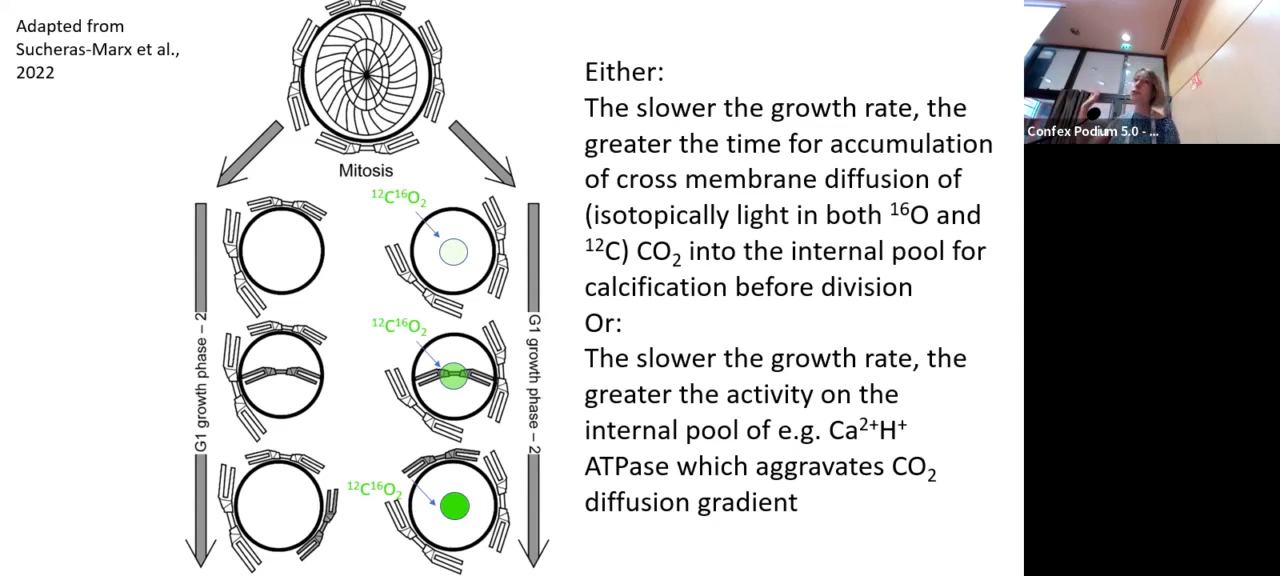 Adapted from
Sucheras-Marx et al.,
2022
Mitosis
¹²C¹⁶O₂
¹²C¹⁶O₂
¹²C¹⁶O₂
G1 growth phase – 2
G1 growth phase – 2
Either:
The slower the growth rate, the
greater the time for accumulation
of cross membrane diffusion of
(isotopically light in both ¹⁶O and
¹²C) CO₂ into the internal pool for
calcification before division
Or:
The slower the growth rate, the
greater the activity on the
internal pool of e.g. Ca²⁺H⁺
ATPase which aggravates CO₂
diffusion gradient
Confex Podium 5.0 - ...